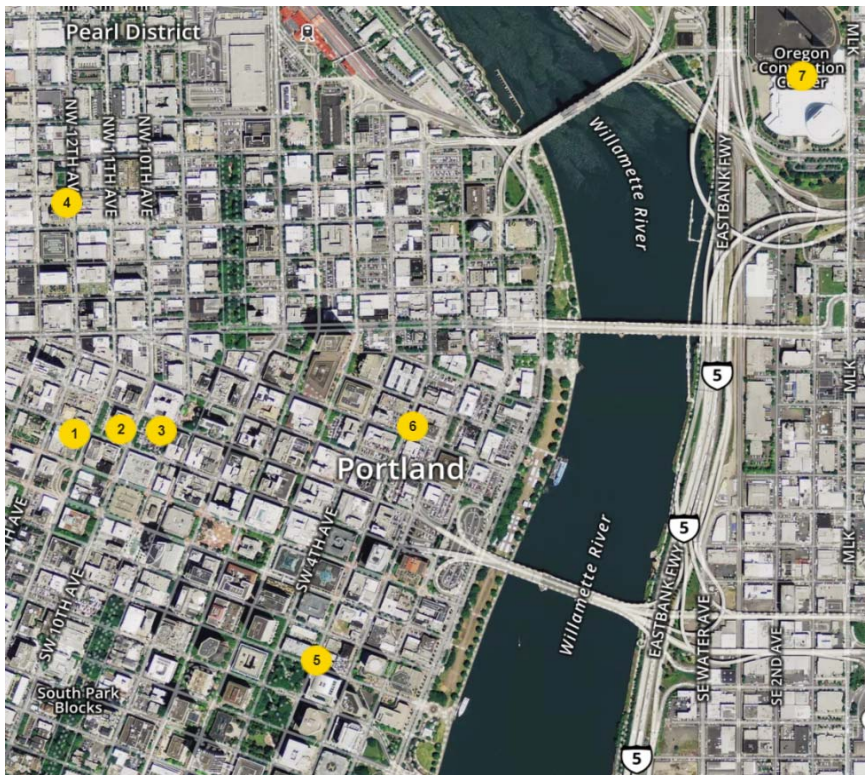 Pearl District
Oregon
Convention
Center
7
MLK
NW 12TH AVE
NW 11TH AVE
NW 10TH AVE
4
Willamette River
EASTBANK FWY
5
MLK
1
2
3
6
Portland
SW 4TH AVE
5
MLK
SW 10TH AVE
Willamette River
EASTBANK FWY
SE WATER AVE
SE 2ND AVE
5
South Park
Blocks
5